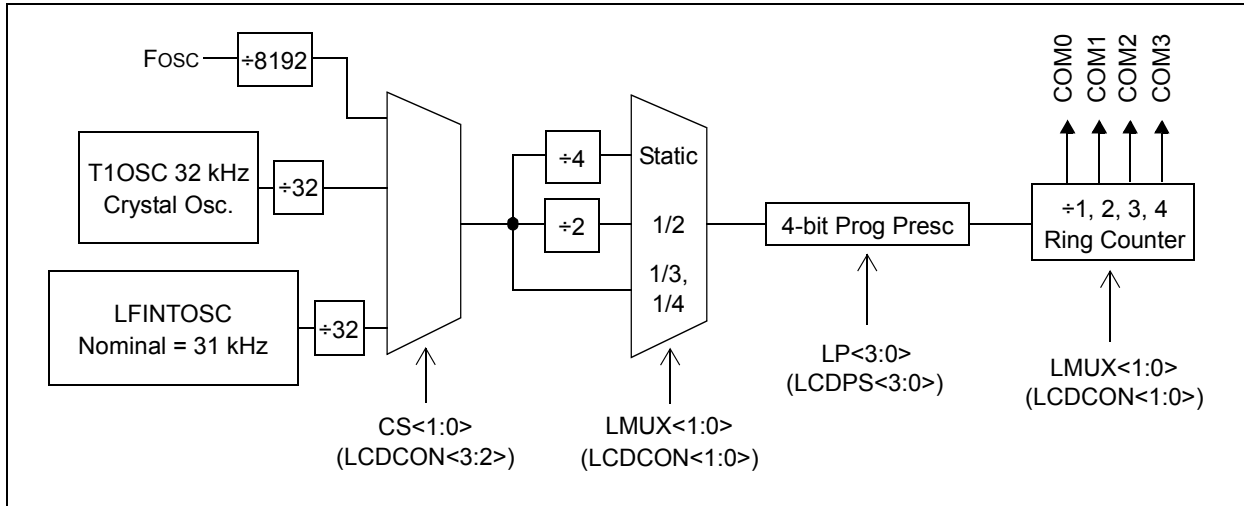 FOSC
÷8192
COM0
COM1
COM2
COM3
T1OSC 32 kHz
Crystal Osc.
÷32
÷4
Static
÷2
1/2
4-bit Prog Presc
÷1, 2, 3, 4
Ring Counter
1/3,
1/4
LFINTOSC
Nominal = 31 kHz
÷32
LP<3:0>
(LCDPS<3:0>)
LMUX<1:0>
(LCDCON<1:0>)
CS<1:0>
(LCDCON<3:2>)
LMUX<1:0>
(LCDCON<1:0>)